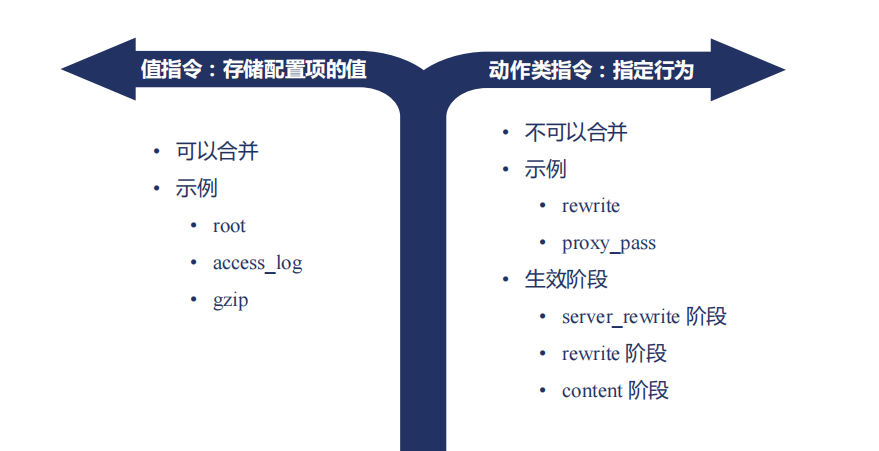 值指令：存储配置项的值
• 可以合并
• 示例
• root
• access_log
• gzip
动作类指令：指定行为
• 不可以合并
• 示例
• rewrite
• proxy_pass
• 生效阶段
• server_rewrite 阶段
• rewrite 阶段
• content 阶段